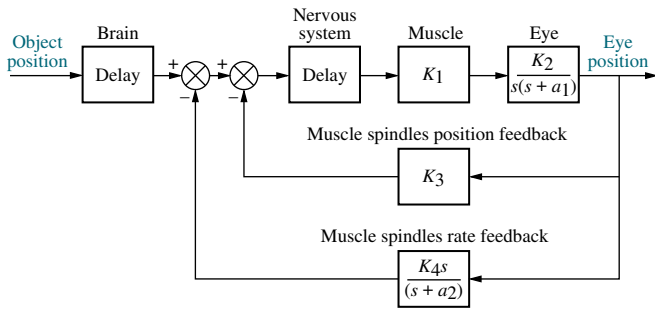 Object
position
Brain
Delay
+
−
+
−
Nervous
system
Delay
Muscle
K1
Eye
K2
s(s + a1)
Eye
position
Muscle spindles position feedback
K3
Muscle spindles rate feedback
K4s
(s + a2)